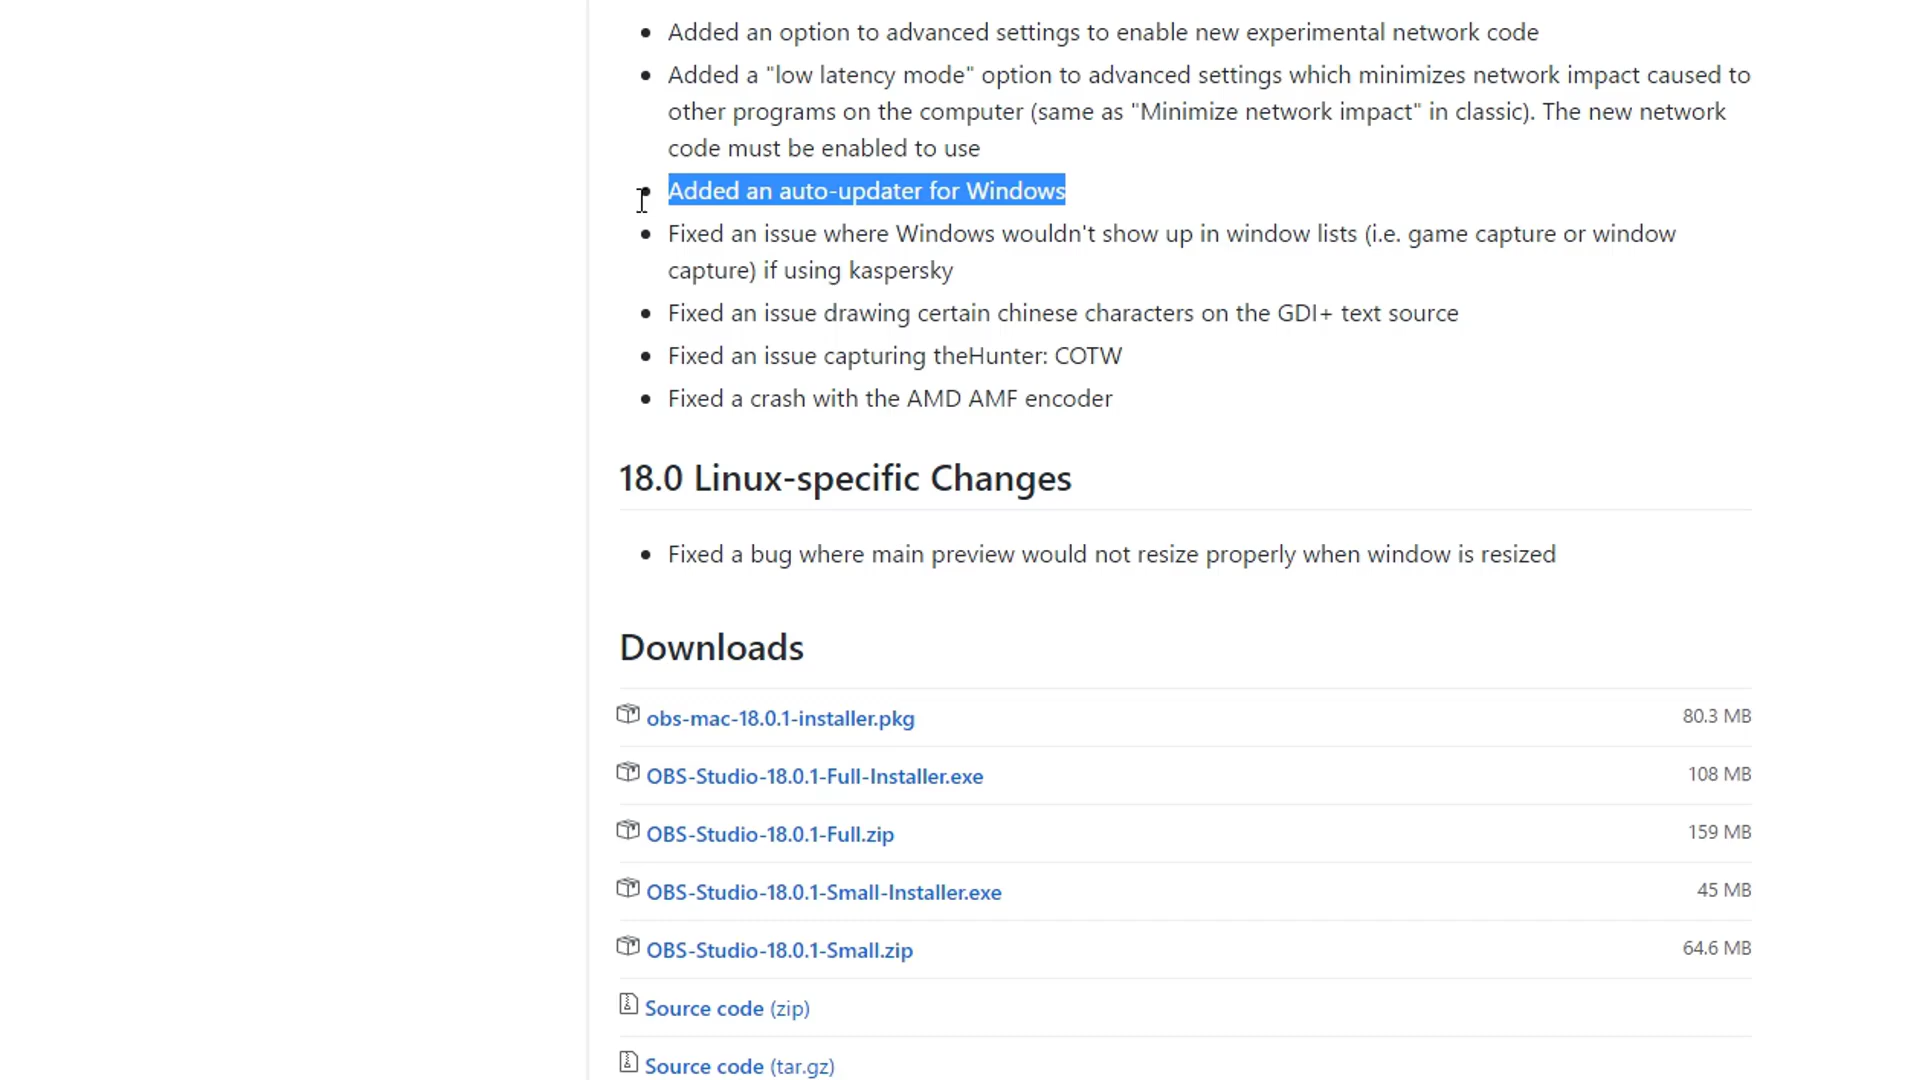 Added an option to advanced settings to enable new experimental network code
Added a "low latency mode" option to advanced settings which minimizes network impact caused to
other programs on the computer (same as "Minimize network impact" in classic). The new network
code must be enabled to use
Added an auto-updater for Windows
Fixed an issue where Windows wouldn't show up in window lists (i.e. game capture or window
capture) if using kaspersky
Fixed an issue drawing certain chinese characters on the GDI+ text source
Fixed an issue capturing theHunter: COTW
Fixed a crash with the AMD AMF encoder
18.0 Linux-specific Changes
Fixed a bug where main preview would not resize properly when window is resized
Downloads
obs-mac-18.0.1-installer.pkg 80.3 MB
OBS-Studio-18.0.1-Full-Installer.exe 108 MB
OBS-Studio-18.0.1-Full.zip 159 MB
OBS-Studio-18.0.1-Small-Installer.exe 45 MB
OBS-Studio-18.0.1-Small.zip 64.6 MB
Source code (zip)
Source code (tar.gz)